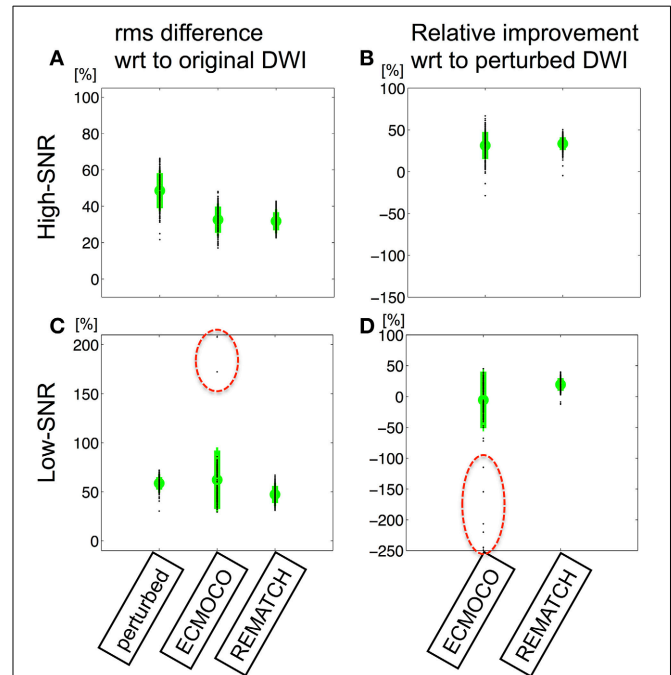 rms difference
wrt to original DWI
Relative improvement
wrt to perturbed DWI
A
[%]
100
80
60
40
20
0
High-SNR
B
[%]
100
50
0
−50
−100
−150
C
[%]
200
150
100
50
0
Low-SNR
D
[%]
100
50
0
−50
−100
−150
−200
−250
perturbed
ECMOCO
REMATCH
ECMOCO
REMATCH